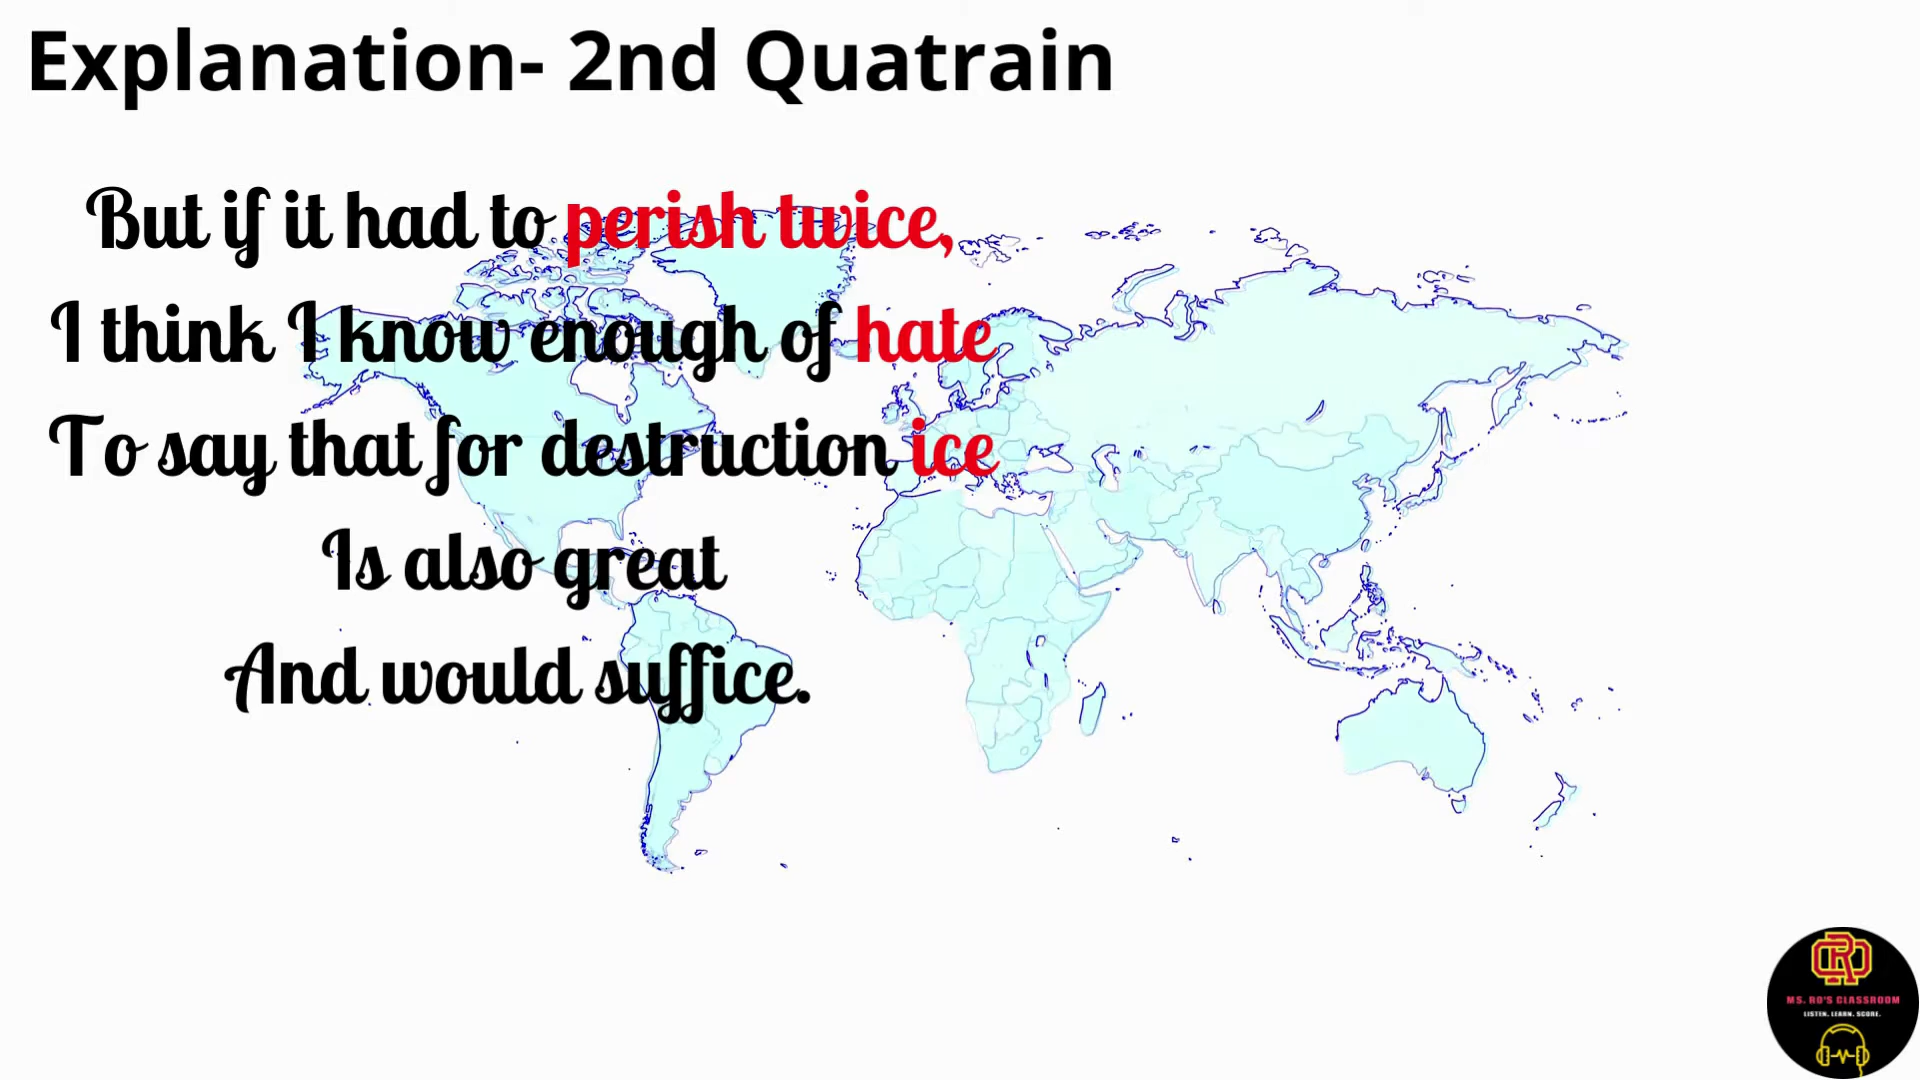 Explanation- 2nd Quatrain
But if it had to perish twice,
I think I know enough of hate
To say that for destruction ice
Is also great
And would suffice.
RO
MS. RO'S CLASSROOM
LISTEN. LEARN. SCORE.